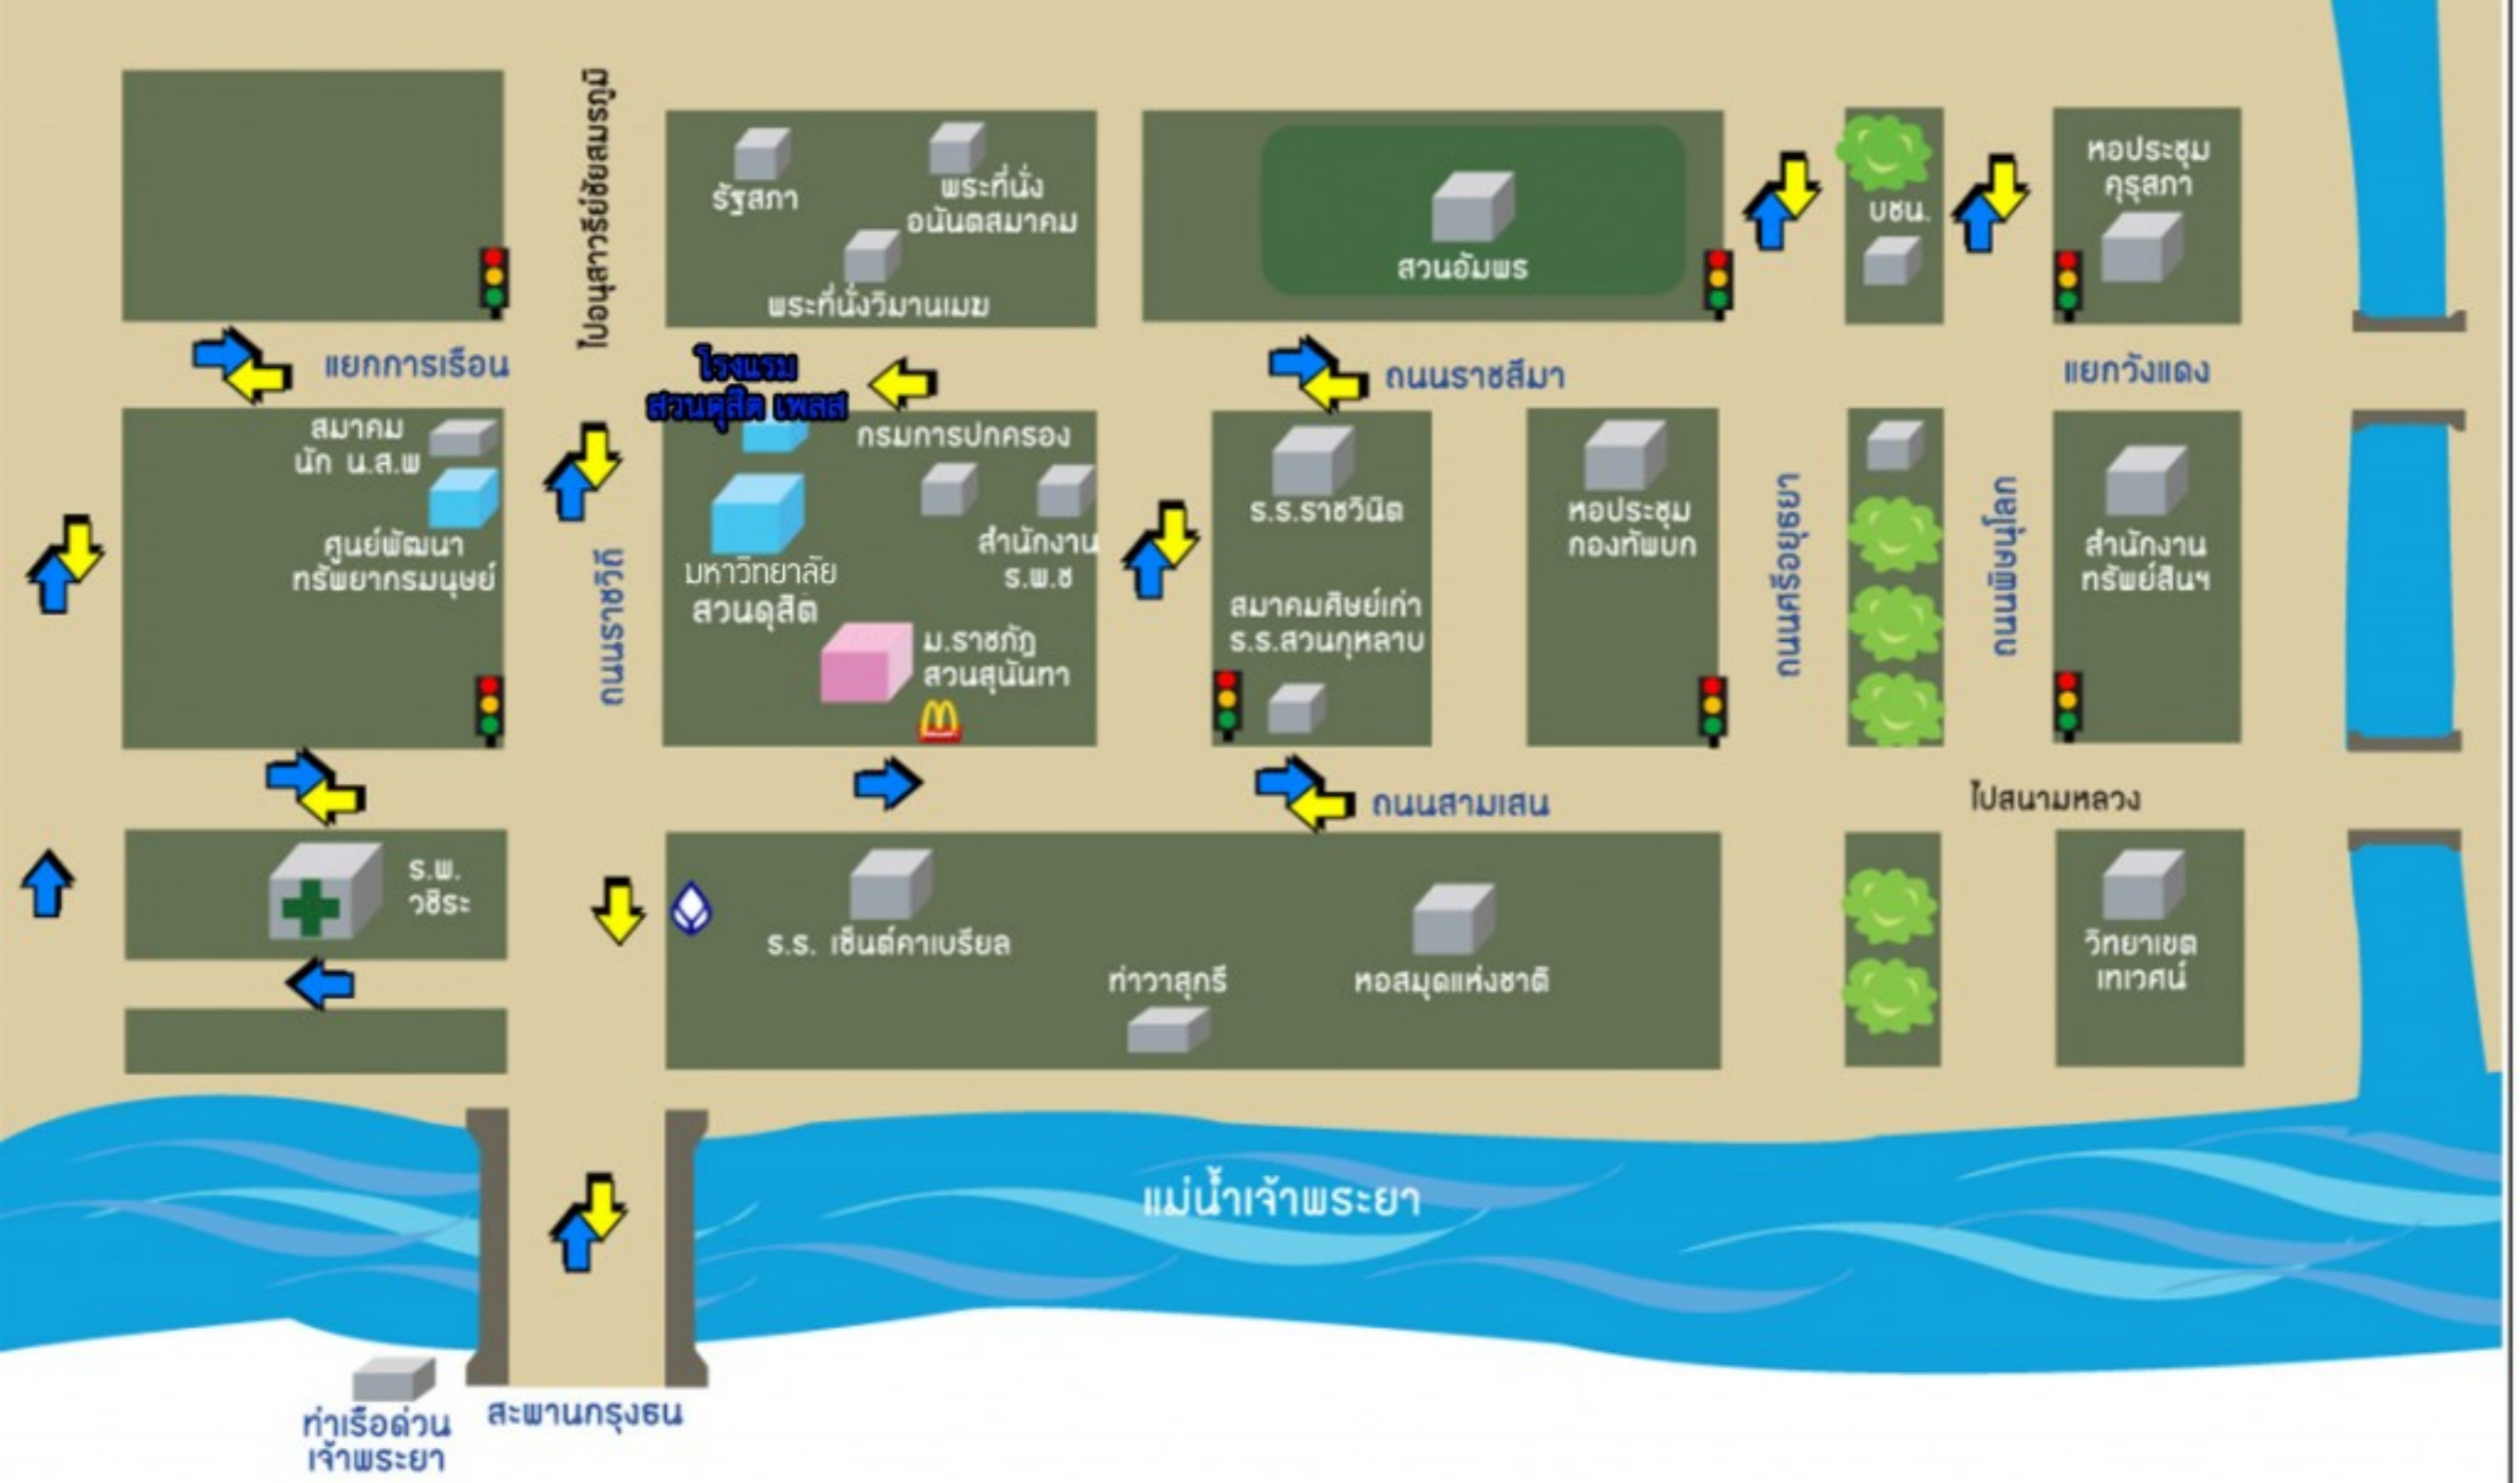 ไปอนุสาวรีย์ชัยสมรภูมิ
รัฐสภา
พระที่นั่ง
อนันตสมาคม
พระที่นั่งวิมานเมฆ
สวนอัมพร
บชน.
หอประชุม
คุรุสภา
แยกการเรือน
โรงแรม
สวนดุสิต เพลส
ถนนราชสีมา
แยกวังแดง
สมาคม
นัก น.ส.พ
ศูนย์พัฒนา
ทรัพยากรมนุษย์
ถนนราชวิถี
กรมการปกครอง
สำนักงาน
ร.พ.ช
มหาวิทยาลัย
สวนดุสิต
ม.ราชภัฏ
สวนสุนันทา
ร.ร.ราชวินิต
สมาคมศิษย์เก่า
ร.ร.สวนกุหลาบ
หอประชุม
กองทัพบก
ถนนศรีอยุธยา
ถนนพิษณุโลก
สำนักงาน
ทรัพย์สินฯ
ถนนสามเสน
ไปสนามหลวง
ร.พ.
วชิระ
ร.ร. เซ็นต์คาเบรียล
ท่าวาสุกรี
หอสมุดแห่งชาติ
วิทยาเขต
เทเวศน์
แม่น้ำเจ้าพระยา
ท่าเรือด่วน
เจ้าพระยา
สะพานกรุงธน